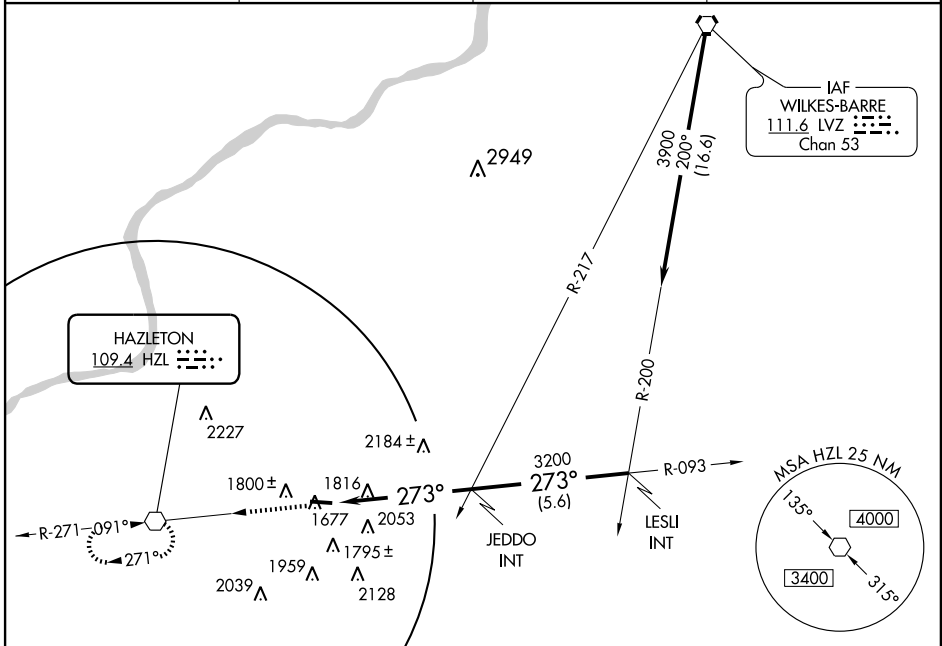 IAF
WILKES-BARRE
111.6 LVZ
Chan 53
3900
200°
(16.6)
2949
R-217
HAZLETON
109.4 HZL
R-200
2227
2184 ±
3200
R-093
1800 ±
1816
273°
273°
(5.6)
MSA HZL 25 NM
135°
4000
1677
2053
R-271
091°
JEDDO
INT
LESLI
INT
271°
1795 ±
1959
2128
2039
3400
315°